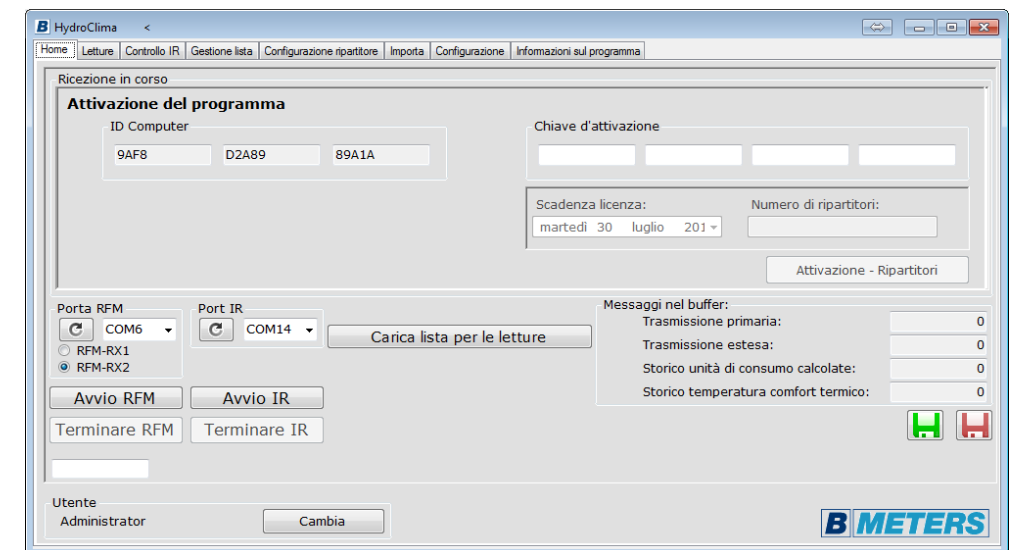 B HydroClima <
Home Letture Controllo IR Gestione lista Configurazione ripartitore Importa Configurazione Informazioni sul programma
Ricezione in corso
Attivazione del programma
ID Computer
9AF8 D2A89 89A1A
Chiave d'attivazione
Scadenza licenza: Numero di ripartitori:
martedì 30 luglio 201
Attivazione - Ripartitori
Porta RFM
COM6
RFM-RX1
RFM-RX2
Port IR
COM14
Carica lista per le letture
Avvio RFM Avvio IR
Terminare RFM Terminare IR
Messaggi nel buffer:
Trasmissione primaria: 0
Trasmissione estesa: 0
Storico unità di consumo calcolate: 0
Storico temperatura comfort termico: 0
Utente
Administrator Cambia
B METERS